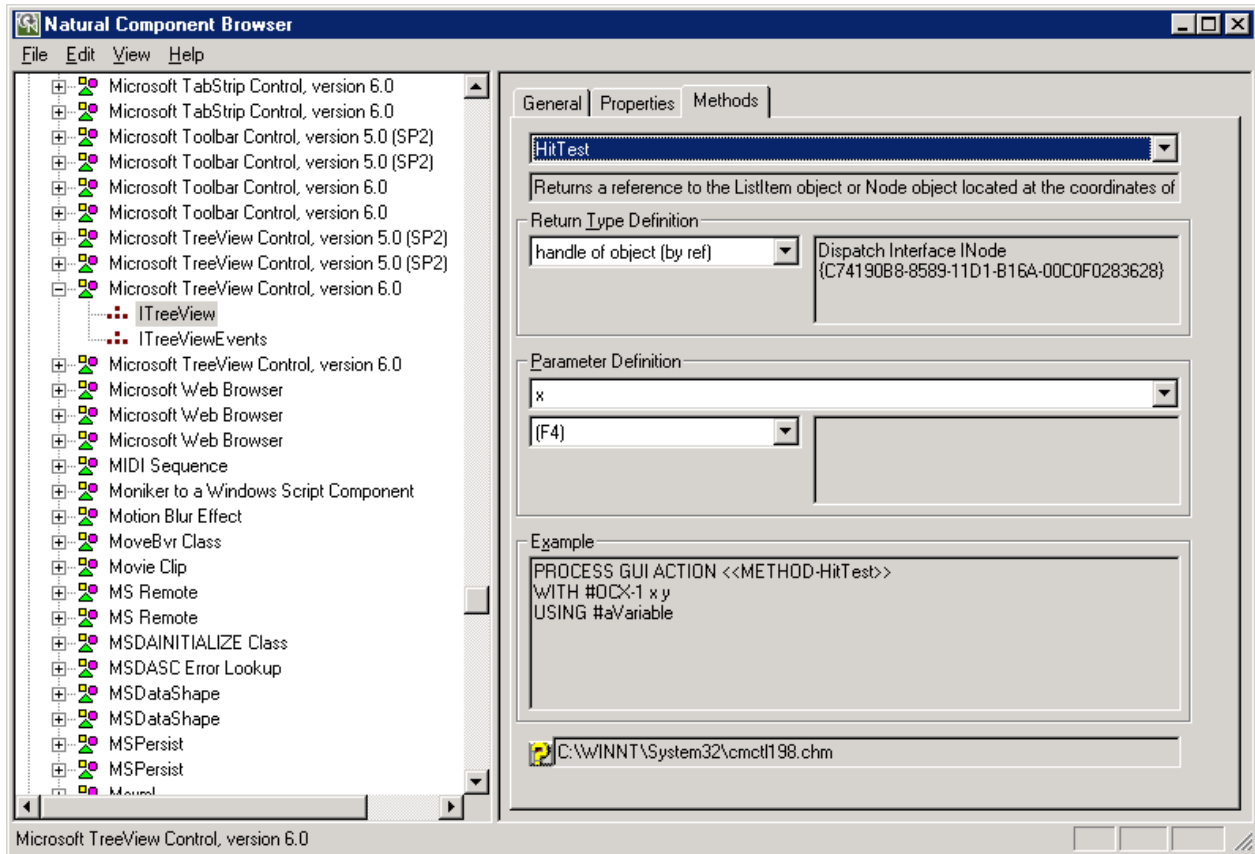 Natural Component Browser
File Edit View Help
Microsoft TabStrip Control, version 6.0
Microsoft TabStrip Control, version 6.0
Microsoft Toolbar Control, version 5.0 (SP2)
Microsoft Toolbar Control, version 5.0 (SP2)
Microsoft Toolbar Control, version 6.0
Microsoft Toolbar Control, version 6.0
Microsoft TreeView Control, version 5.0 (SP2)
Microsoft TreeView Control, version 5.0 (SP2)
Microsoft TreeView Control, version 6.0
ITreeView
ITreeViewEvents
Microsoft TreeView Control, version 6.0
Microsoft Web Browser
Microsoft Web Browser
Microsoft Web Browser
MIDI Sequence
Moniker to a Windows Script Component
Motion Blur Effect
MoveBvr Class
Movie Clip
MS Remote
MS Remote
MSDAINITIALIZE Class
MSDASC Error Lookup
MSDataShape
MSDataShape
MSPersist
MSPersist
General Properties Methods
HitTest
Returns a reference to the ListItem object or Node object located at the coordinates of
Return Type Definition
handle of object (by ref)
Dispatch Interface INode
{C74190B8-8589-11D1-B16A-00C0F0283628}
Parameter Definition
x
(F4)
Example
PROCESS GUI ACTION <<METHOD-HitTest>>
WITH #OCX-1 x y
USING #aVariable
C:\WINNT\System32\cmctl198.chm
Microsoft TreeView Control, version 6.0